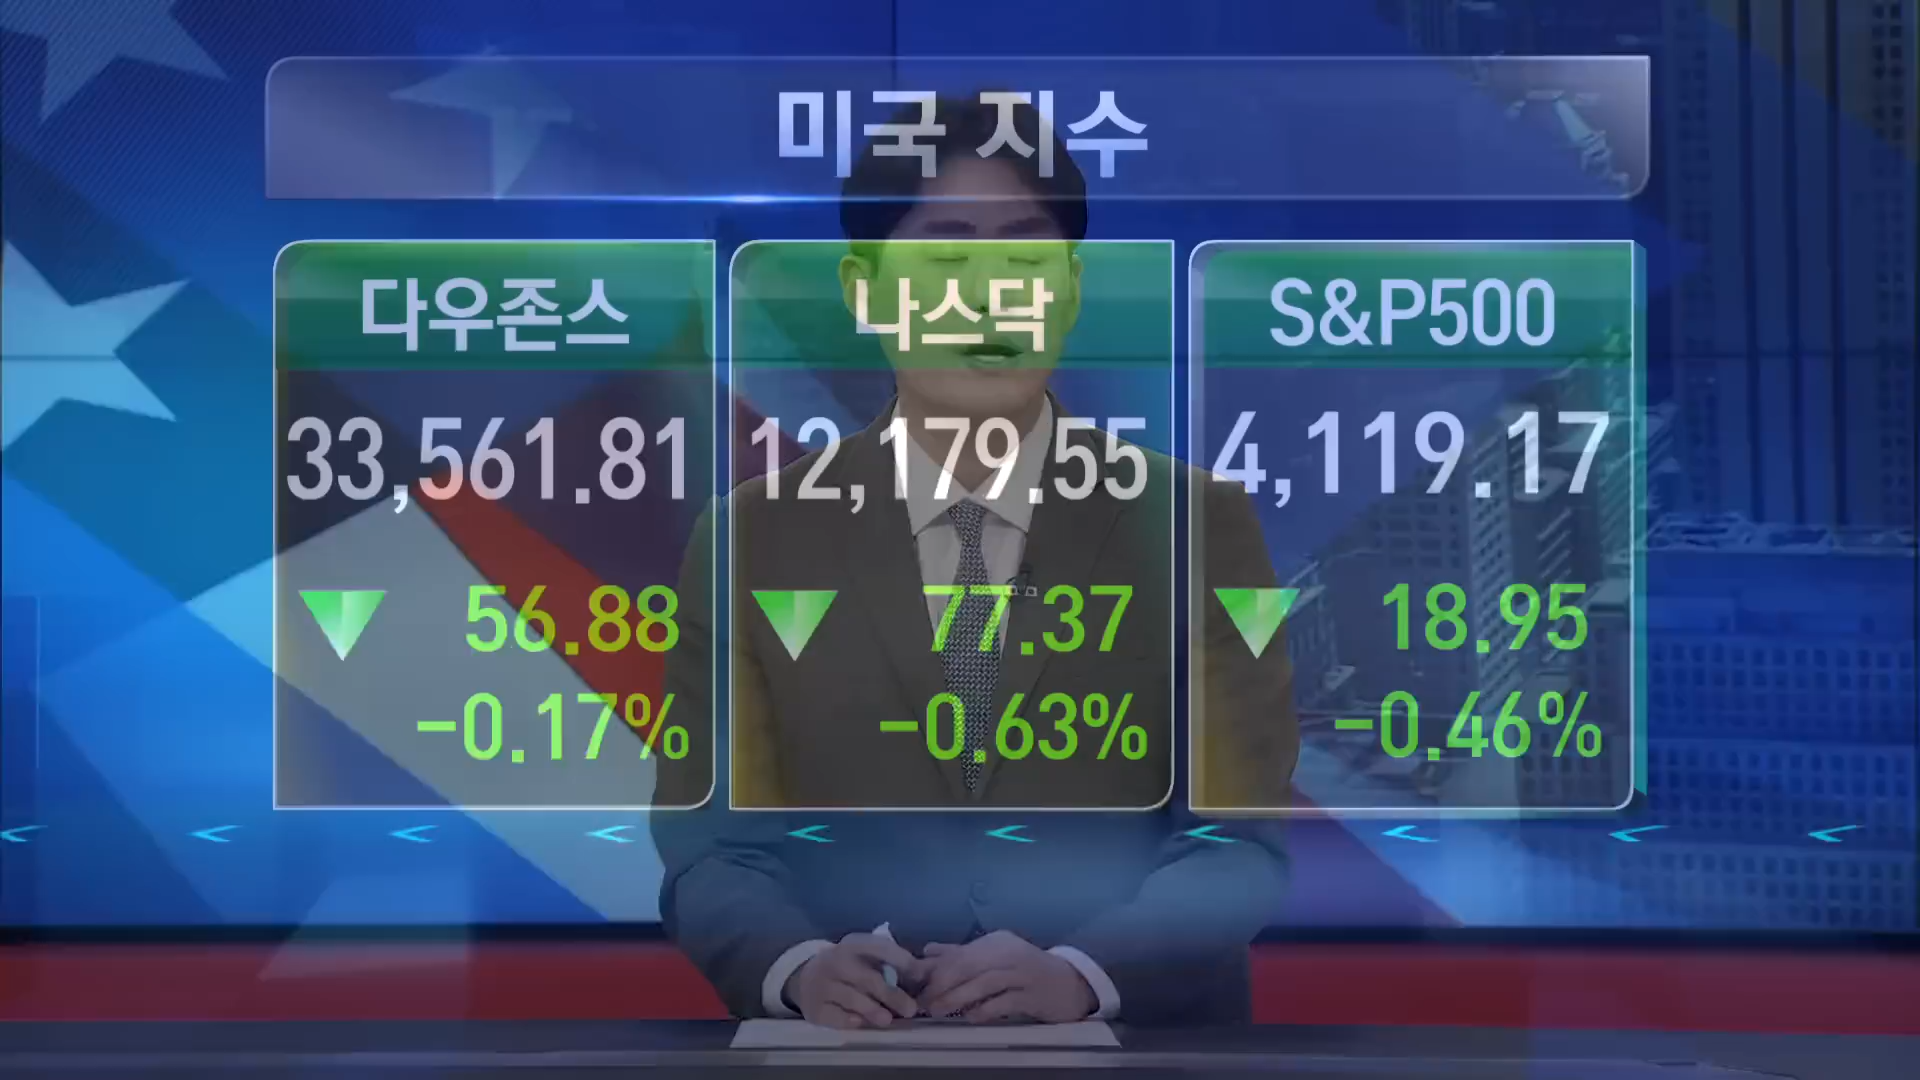 미국 지수
다우존스
33,561.81
▼ 56.88
-0.17%
나스닥
12,179.55
▼ 77.37
-0.63%
S&P500
4,119.17
▼ 18.95
-0.46%